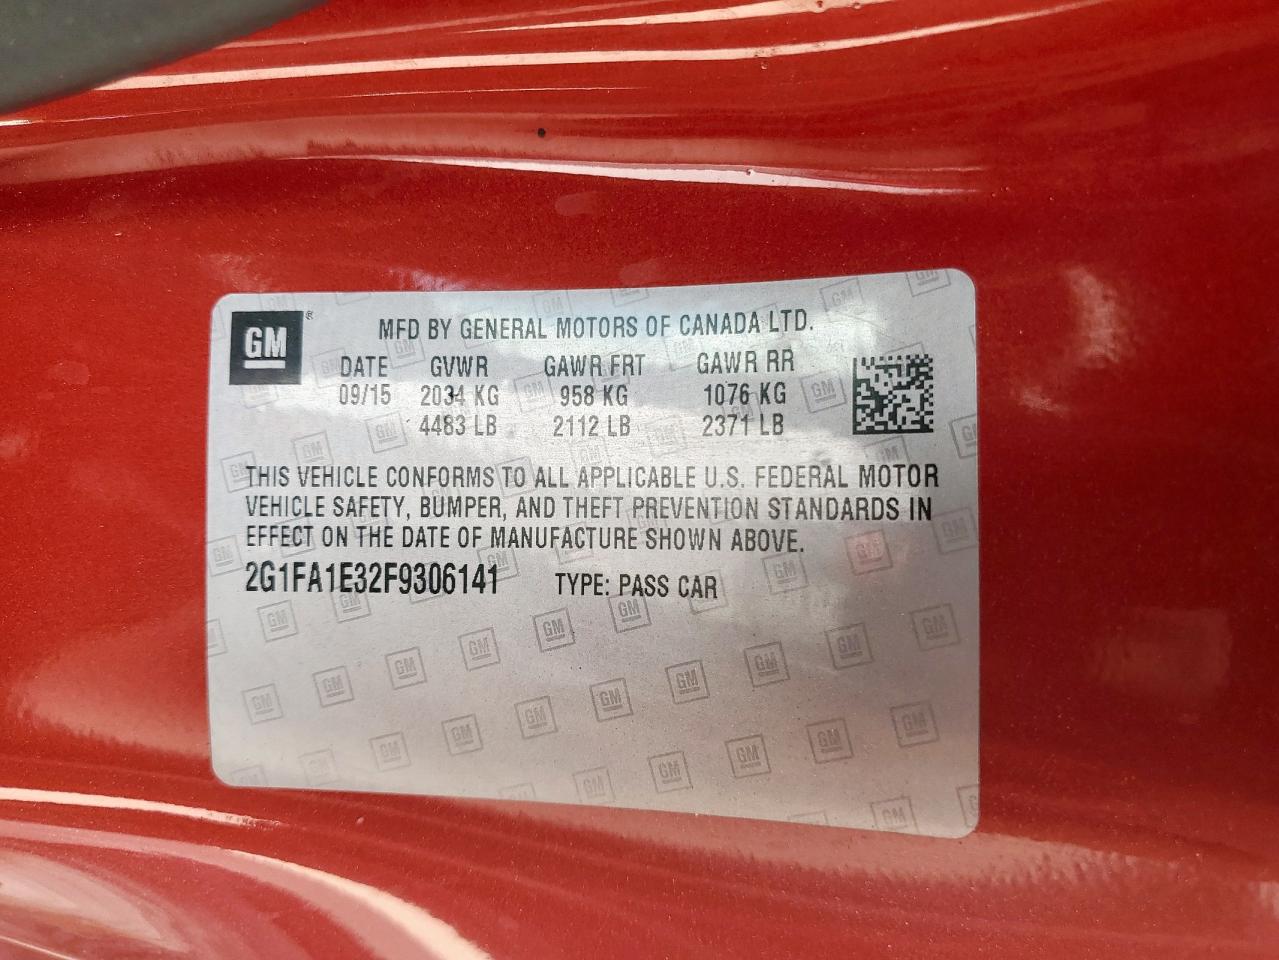 GM®
MFD BY GENERAL MOTORS OF CANADA LTD.
DATE GVWR GAWR FRT GAWR RR
09/15 2034 KG 958 KG 1076 KG
4483 LB 2112 LB 2371 LB
THIS VEHICLE CONFORMS TO ALL APPLICABLE U.S. FEDERAL MOTOR
VEHICLE SAFETY, BUMPER, AND THEFT PREVENTION STANDARDS IN
EFFECT ON THE DATE OF MANUFACTURE SHOWN ABOVE.
2G1FA1E32F9306141 TYPE: PASS CAR